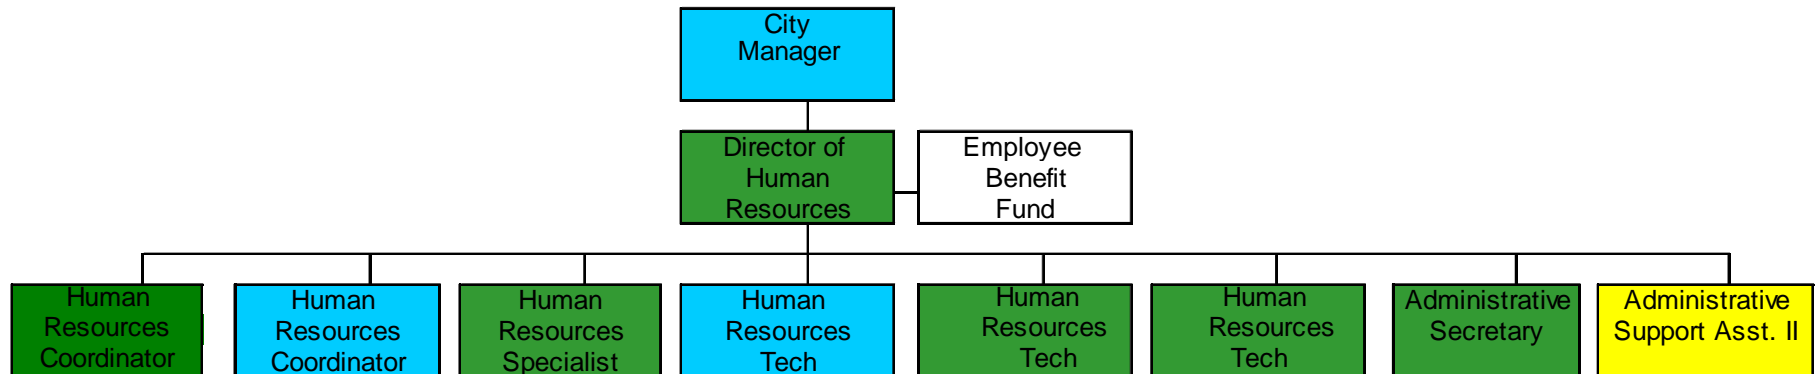 City
Manager
Director of
Human
Resources
Employee
Benefit
Fund
Human
Resources
Coordinator
Human
Resources
Coordinator
Human
Resources
Specialist
Human
Resources
Tech
Human
Resources
Tech
Human
Resources
Tech
Administrative
Secretary
Administrative
Support Asst. II